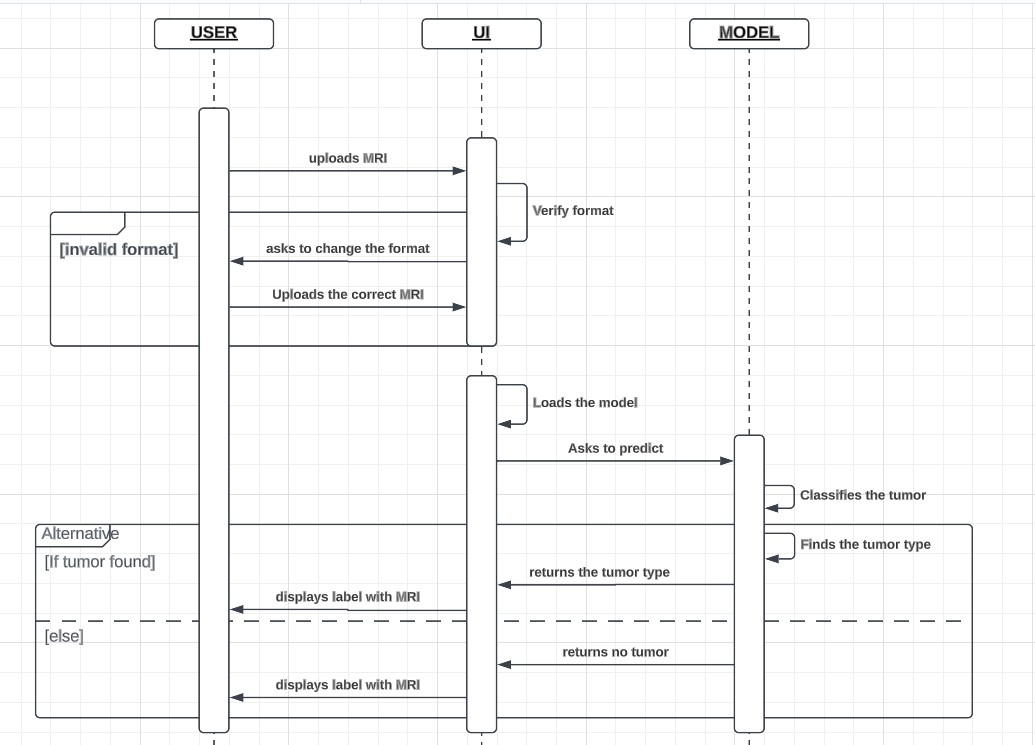 USER
UI
MODEL
uploads MRI
Verify format
[invalid format]
asks to change the format
Uploads the correct MRI
Loads the model
Asks to predict
Classifies the tumor
Alternative
Finds the tumor type
[If tumor found]
returns the tumor type
displays label with MRI
[else]
returns no tumor
displays label with MRI